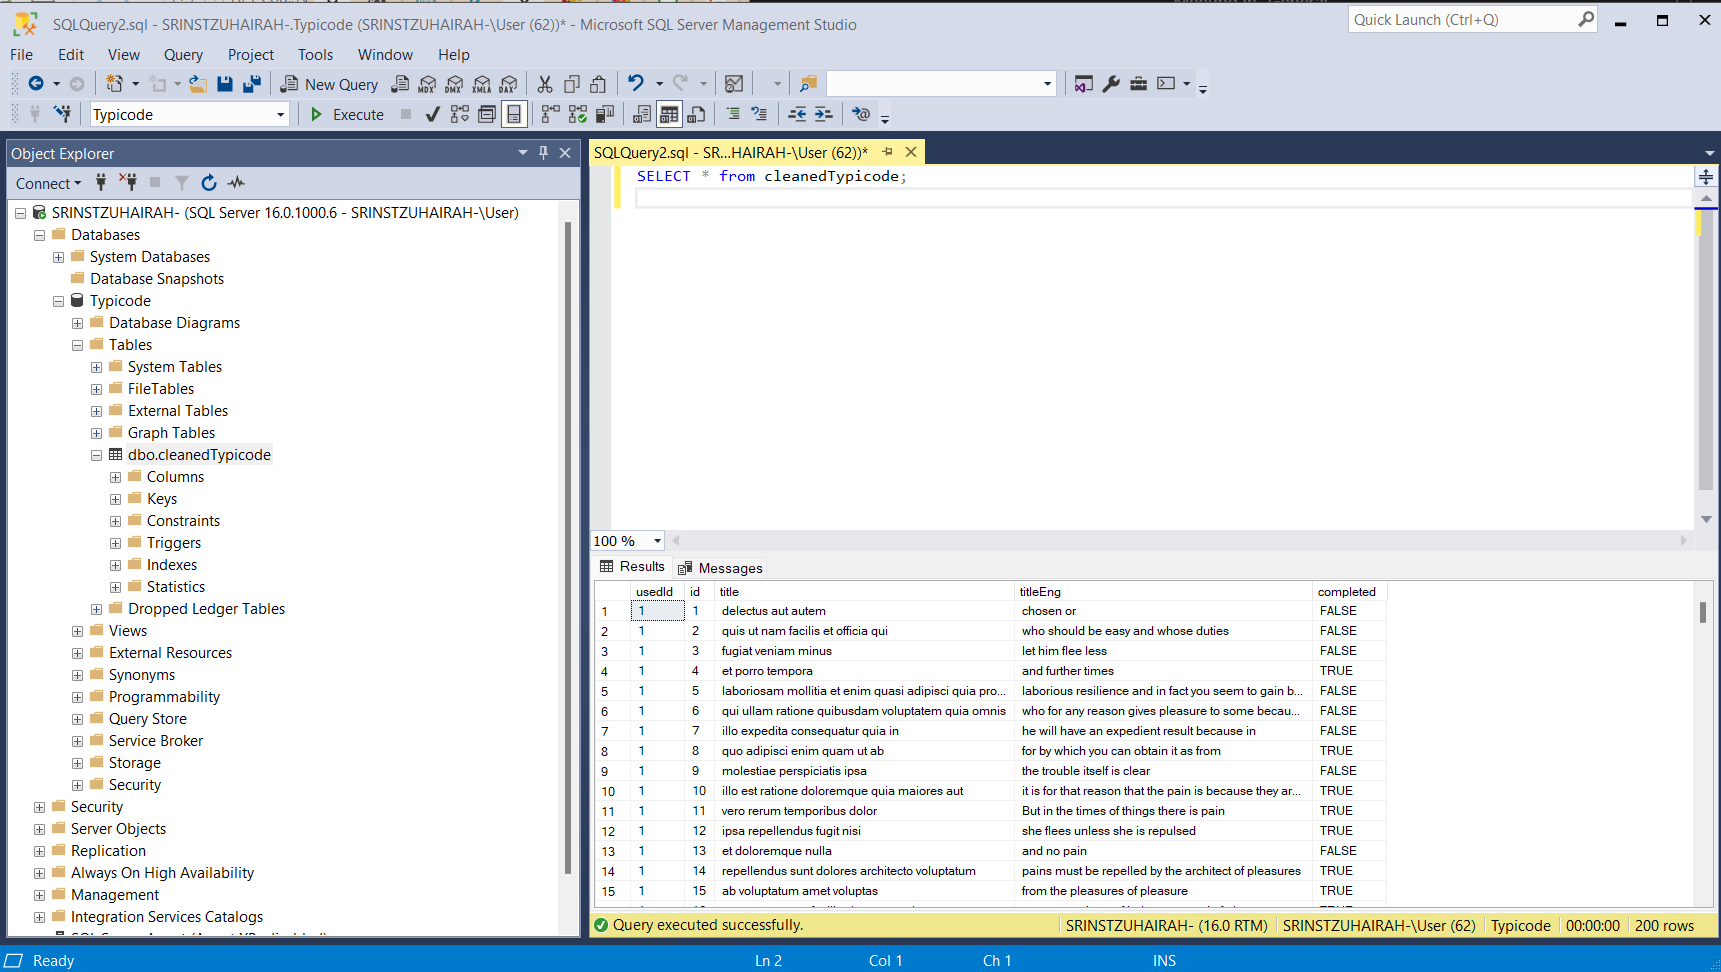 SQLQuery2.sql - SRINSTZUHAIRAH-.Typicode (SRINSTZUHAIRAH-\User (62))* - Microsoft SQL Server Management Studio
Quick Launch (Ctrl+Q)
File Edit View Query Project Tools Window Help
New Query MDX DMX XMLA DAX
Typicode Execute
Object Explorer
Connect
SRINSTZUHAIRAH- (SQL Server 16.0.1000.6 - SRINSTZUHAIRAH-\User)
Databases
System Databases
Database Snapshots
Typicode
Database Diagrams
Tables
System Tables
FileTables
External Tables
Graph Tables
dbo.cleanedTypicode
Columns
Keys
Constraints
Triggers
Indexes
Statistics
Dropped Ledger Tables
Views
External Resources
Synonyms
Programmability
Query Store
Service Broker
Storage
Security
Security
Server Objects
Replication
Always On High Availability
Management
Integration Services Catalogs
SQLQuery2.sql - SR...HAIRAH-\User (62))*
SELECT * from cleanedTypicode;
100 %
Results Messages
usedId id title titleEng completed
1 1 1 delectus aut autem chosen or FALSE
2 1 2 quis ut nam facilis et officia qui who should be easy and whose duties FALSE
3 1 3 fugiat veniam minus let him flee less FALSE
4 1 4 et porro tempora and further times TRUE
5 1 5 laboriosam mollitia et enim quasi adipisci quia pro... laborious resilience and in fact you seem to gain b... FALSE
6 1 6 qui ullam ratione quibusdam voluptatem quia omnis who for any reason gives pleasure to some becau... FALSE
7 1 7 illo expedita consequatur quia in he will have an expedient result because in FALSE
8 1 8 quo adipisci enim quam ut ab for by which you can obtain it as from TRUE
9 1 9 molestiae perspiciatis ipsa the trouble itself is clear FALSE
10 1 10 illo est ratione doloremque quia maiores aut it is for that reason that the pain is because they ar... TRUE
11 1 11 vero rerum temporibus dolor But in the times of things there is pain TRUE
12 1 12 ipsa repellendus fugit nisi she flees unless she is repulsed TRUE
13 1 13 et doloremque nulla and no pain FALSE
14 1 14 repellendus sunt dolores architecto voluptatum pains must be repelled by the architect of pleasures TRUE
15 1 15 ab voluptatum amet voluptas from the pleasures of pleasure TRUE
Query executed successfully. SRINSTZUHAIRAH- (16.0 RTM) SRINSTZUHAIRAH-\User (62) Typicode 00:00:00 200 rows
Ready Ln 2 Col 1 Ch 1 INS